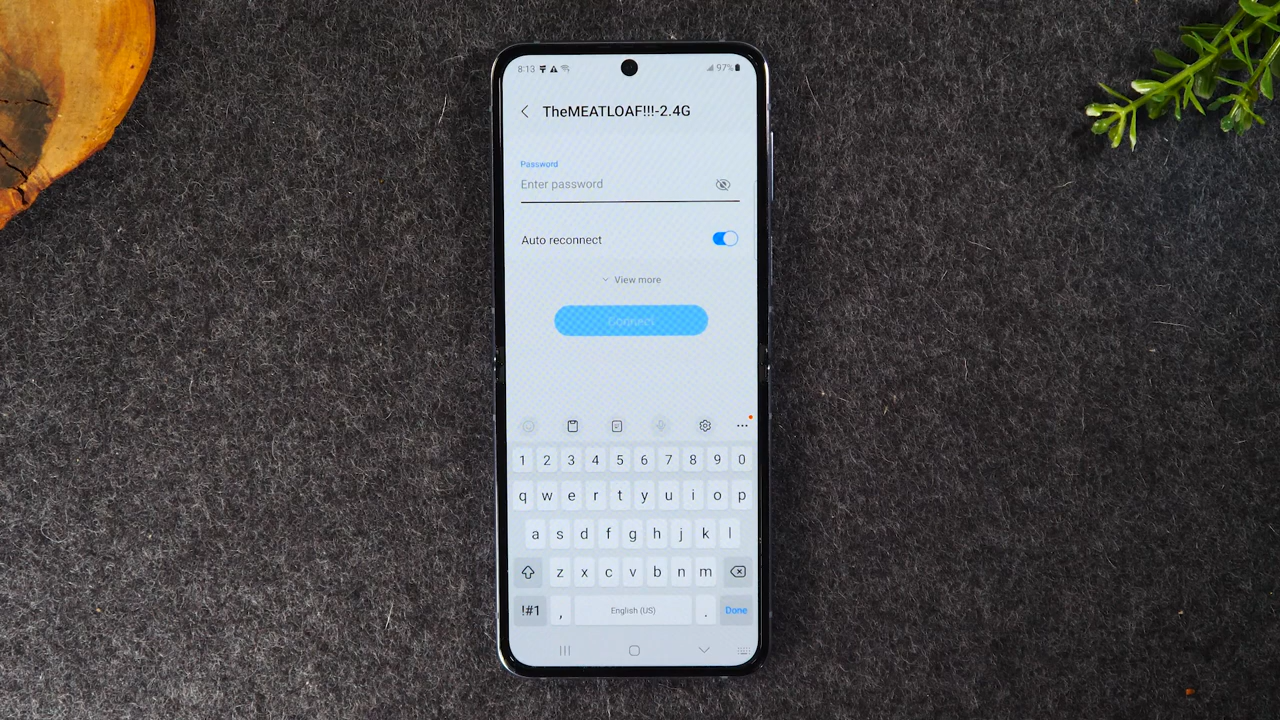 8:13 97%
TheMEATLOAF!!!-2.4G
Password
Enter password
Auto reconnect
View more
Connect
1 2 3 4 5 6 7 8 9 0
q w e r t y u i o p
a s d f g h j k l
z x c v b n m
!#1 , English (US) . Done